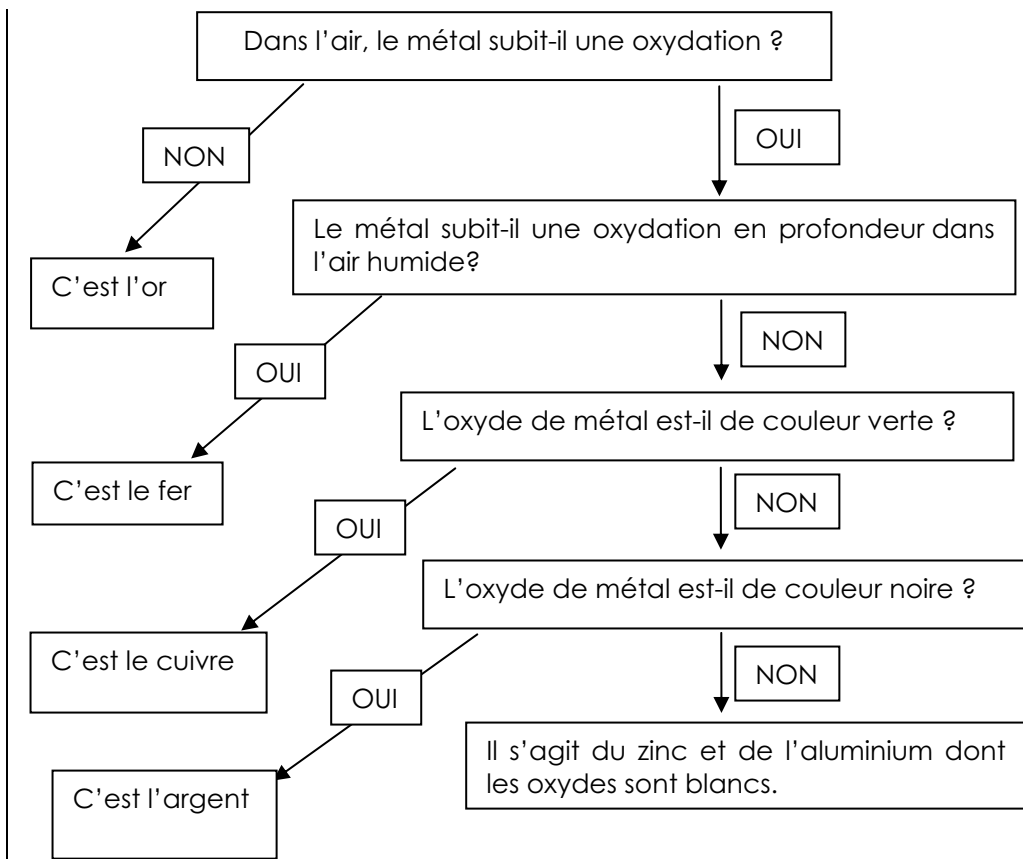 Dans l'air, le métal subit-il une oxydation ?
NON
OUI
C'est l'or
Le métal subit-il une oxydation en profondeur dans
l'air humide?
OUI
NON
C'est le fer
L'oxyde de métal est-il de couleur verte ?
OUI
NON
C'est le cuivre
L'oxyde de métal est-il de couleur noire ?
OUI
NON
C'est l'argent
Il s'agit du zinc et de l'aluminium dont
les oxydes sont blancs.